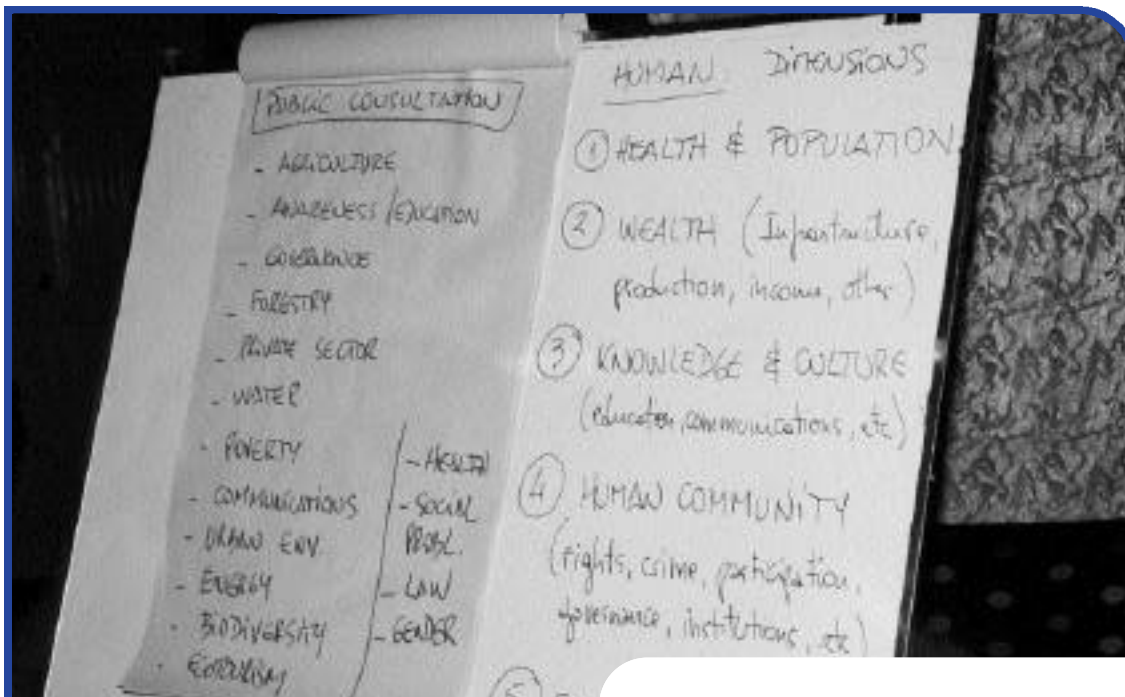 PUBLIC CONSULTATION
- AGRICULTURE
- AWARENESS / EDUCATION
- GOVERNANCE
- FORESTRY
- PRIVATE SECTOR
- WATER
- POVERTY
- COMMUNICATIONS
- URBAN ENV.
- ENERGY
- BIODIVERSITY
- ECOTOURISM
- HEALTH
- SOCIAL
PROBL.
- LAW
- GENDER
HUMAN DIMENSIONS
1 HEALTH & POPULATION
2 WEALTH (Infrastructure,
production, income, other)
3 KNOWLEDGE & CULTURE
(education, communications, etc)
4 HUMAN COMMUNITY
(rights, crime, participation,
governance, institutions, etc)
5